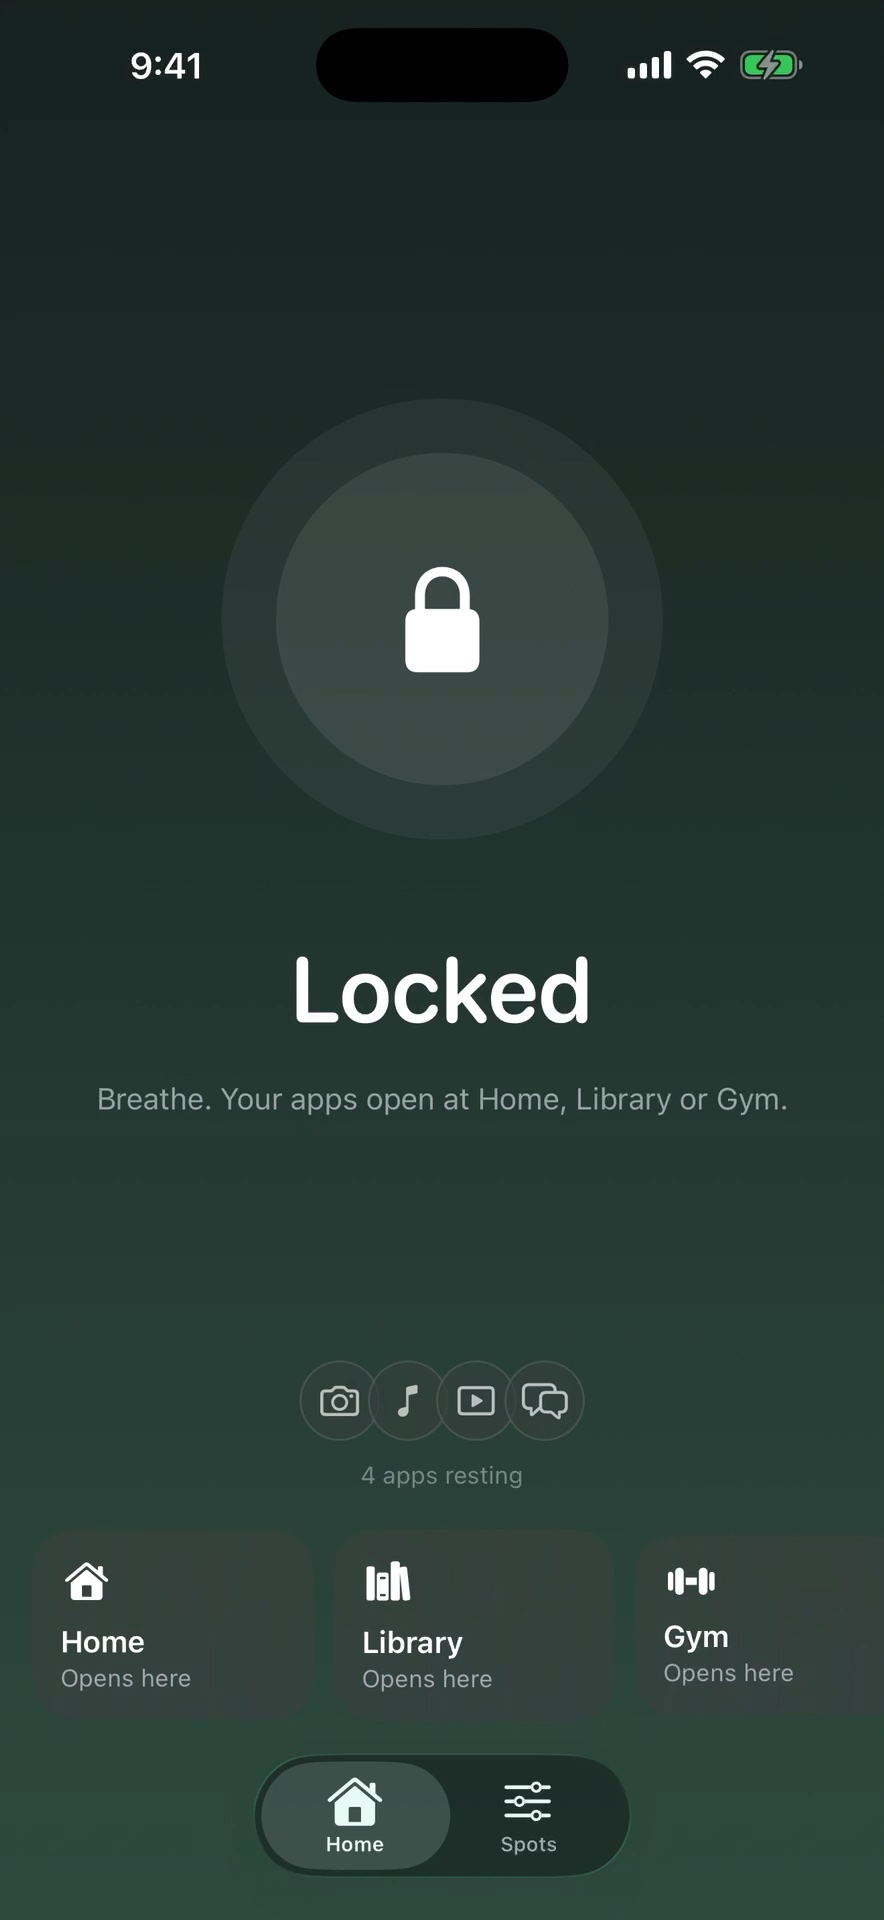 9:41
Locked
Breathe. Your apps open at Home, Library or Gym.
4 apps resting
Home
Opens here
Library
Opens here
Gym
Opens here
Home
Spots